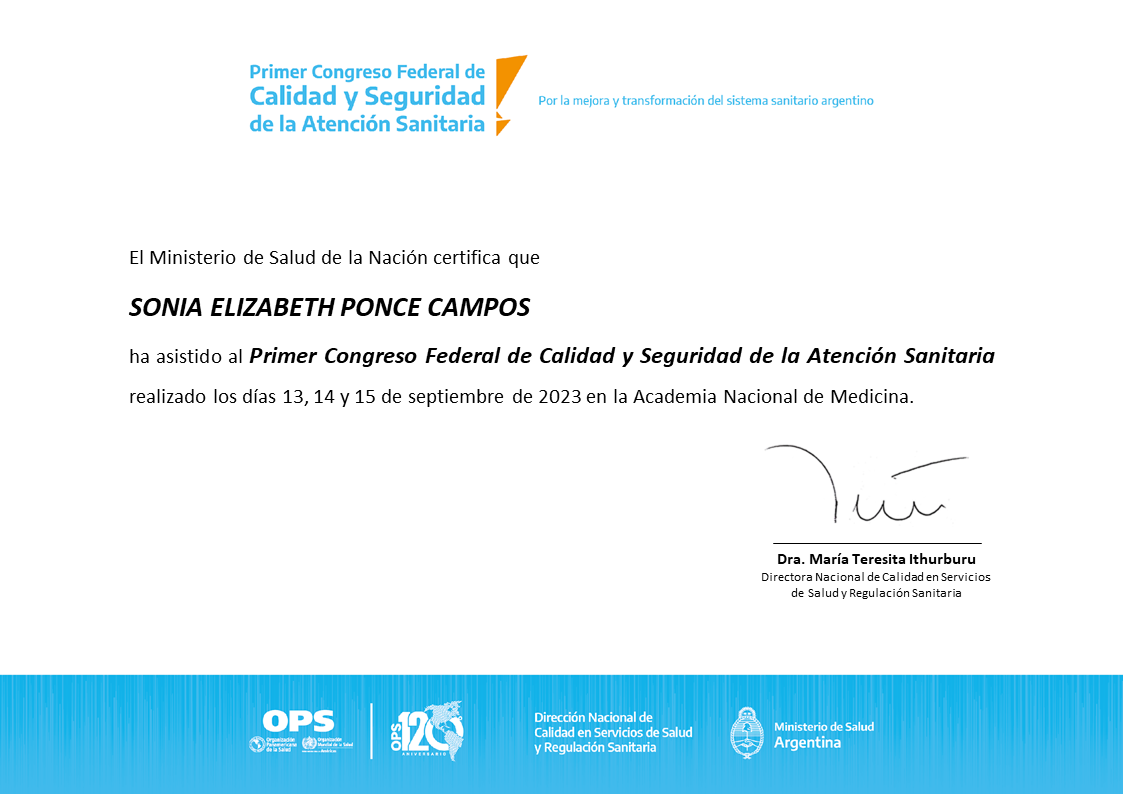 Primer Congreso Federal de
Calidad y Seguridad
de la Atención Sanitaria
Por la mejora y transformación del sistema sanitario argentino
El Ministerio de Salud de la Nación certifica que
SONIA ELIZABETH PONCE CAMPOS
ha asistido al Primer Congreso Federal de Calidad y Seguridad de la Atención Sanitaria
realizado los días 13, 14 y 15 de septiembre de 2023 en la Academia Nacional de Medicina.
Dra. María Teresita Ithurburu
Directora Nacional de Calidad en Servicios
de Salud y Regulación Sanitaria
OPS
Organización
Panamericana
de la Salud
Organización
Mundial de la Salud
OPS
120
ANIVERSARIO
Dirección Nacional de
Calidad en Servicios de Salud
y Regulación Sanitaria
Ministerio de Salud
Argentina